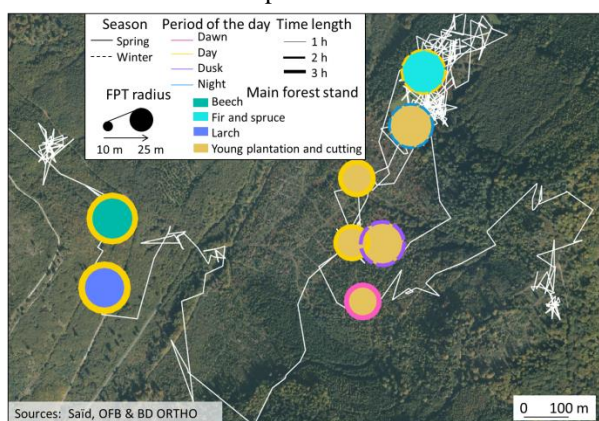 Season
Spring
Winter
Period of the day
Dawn
Day
Dusk
Night
Time length
1 h
2 h
3 h
FPT radius
10 m
25 m
Main forest stand
Beech
Fir and spruce
Larch
Young plantation and cutting
Sources: Saïd, OFB & BD ORTHO
0 100 m